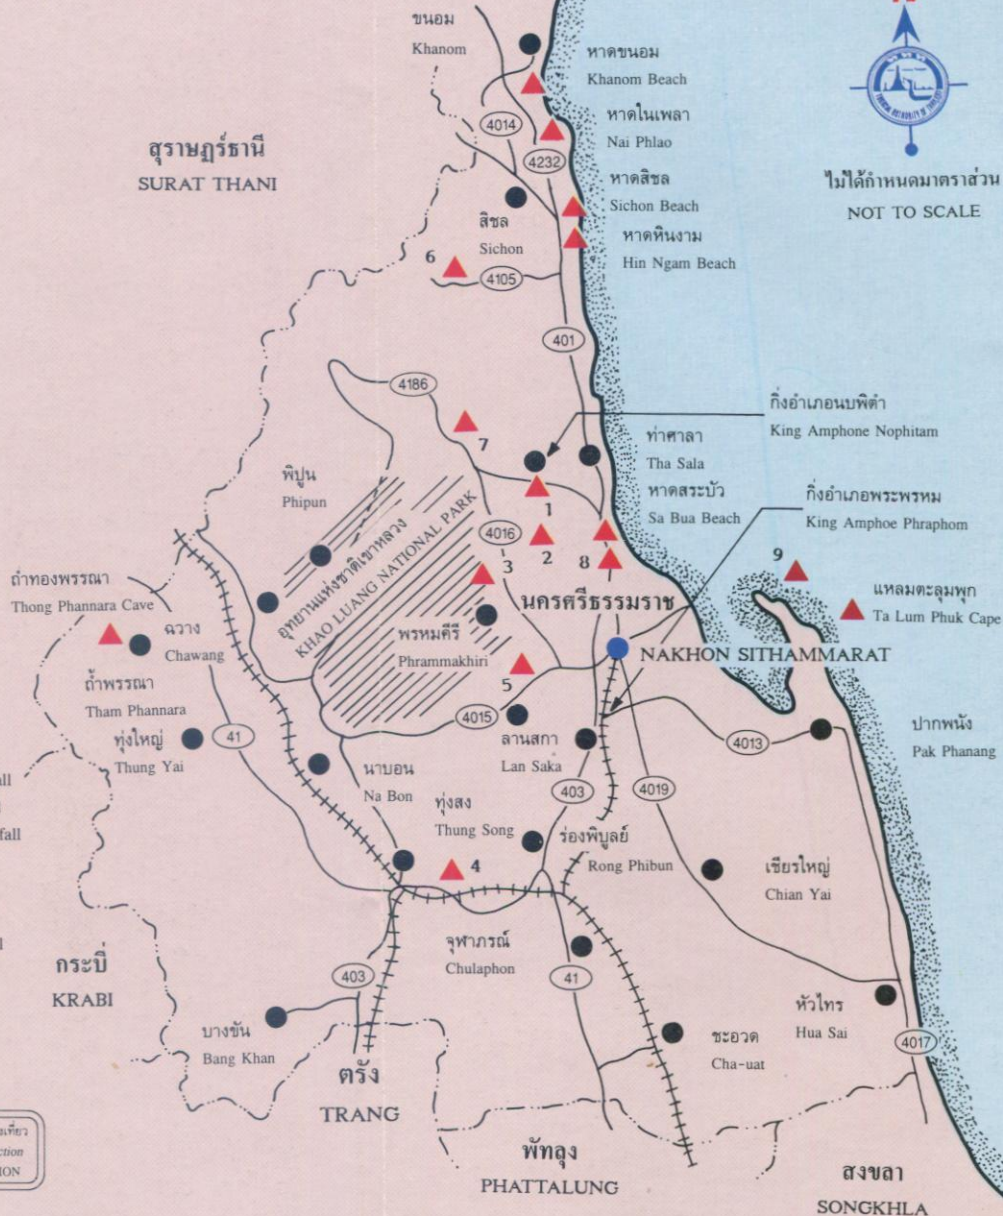 ขนอม
Khanom
หาดขนอม
Khanom Beach
หาดในเพลา
Nai Phlao
4014
4232
สุราษฎร์ธานี
SURAT THANI
หาดสิชล
Sichon Beach
ไม่ได้กำหนดมาตราส่วน
NOT TO SCALE
สิชล
Sichon
หาดหินงาม
Hin Ngam Beach
6
4105
401
4186
7
กิ่งอำเภอนบพิตำ
King Amphone Nophitam
ท่าศาลา
Tha Sala
พิปูน
Phipun
หาดสระบัว
Sa Bua Beach
กิ่งอำเภอพระพรหม
King Amphoe Phraphom
1
4016
2
8
3
9
อุทยานแห่งชาติเขาหลวง
KHAO LUANG NATIONAL PARK
ถ้ำทองพรรณา
Thong Phannara Cave
นครศรีธรรมราช
NAKHON SITHAMMARAT
แหลมตะลุมพุก
Ta Lum Phuk Cape
ฉวาง
Chawang
พรหมคีรี
Phrammakhiri
5
ถ้ำพรรณา
Tham Phannara
4015
ทุ่งใหญ่
Thung Yai
41
ลานสกา
Lan Saka
4013
ปากพนัง
Pak Phanang
นาบอน
Na Bon
403
4019
ทุ่งสง
Thung Song
ร่องพิบูลย์
Rong Phibun
4
เชียรใหญ่
Chian Yai
all
fall
จุฬาภรณ์
Chulaphon
กระบี่
KRABI
403
41
หัวไทร
Hua Sai
บางขัน
Bang Khan
ชะอวด
Cha-uat
4017
ตรัง
TRANG
พัทลุง
PHATTALUNG
สงขลา
SONGKHLA
งเที่ยว
ction
ION